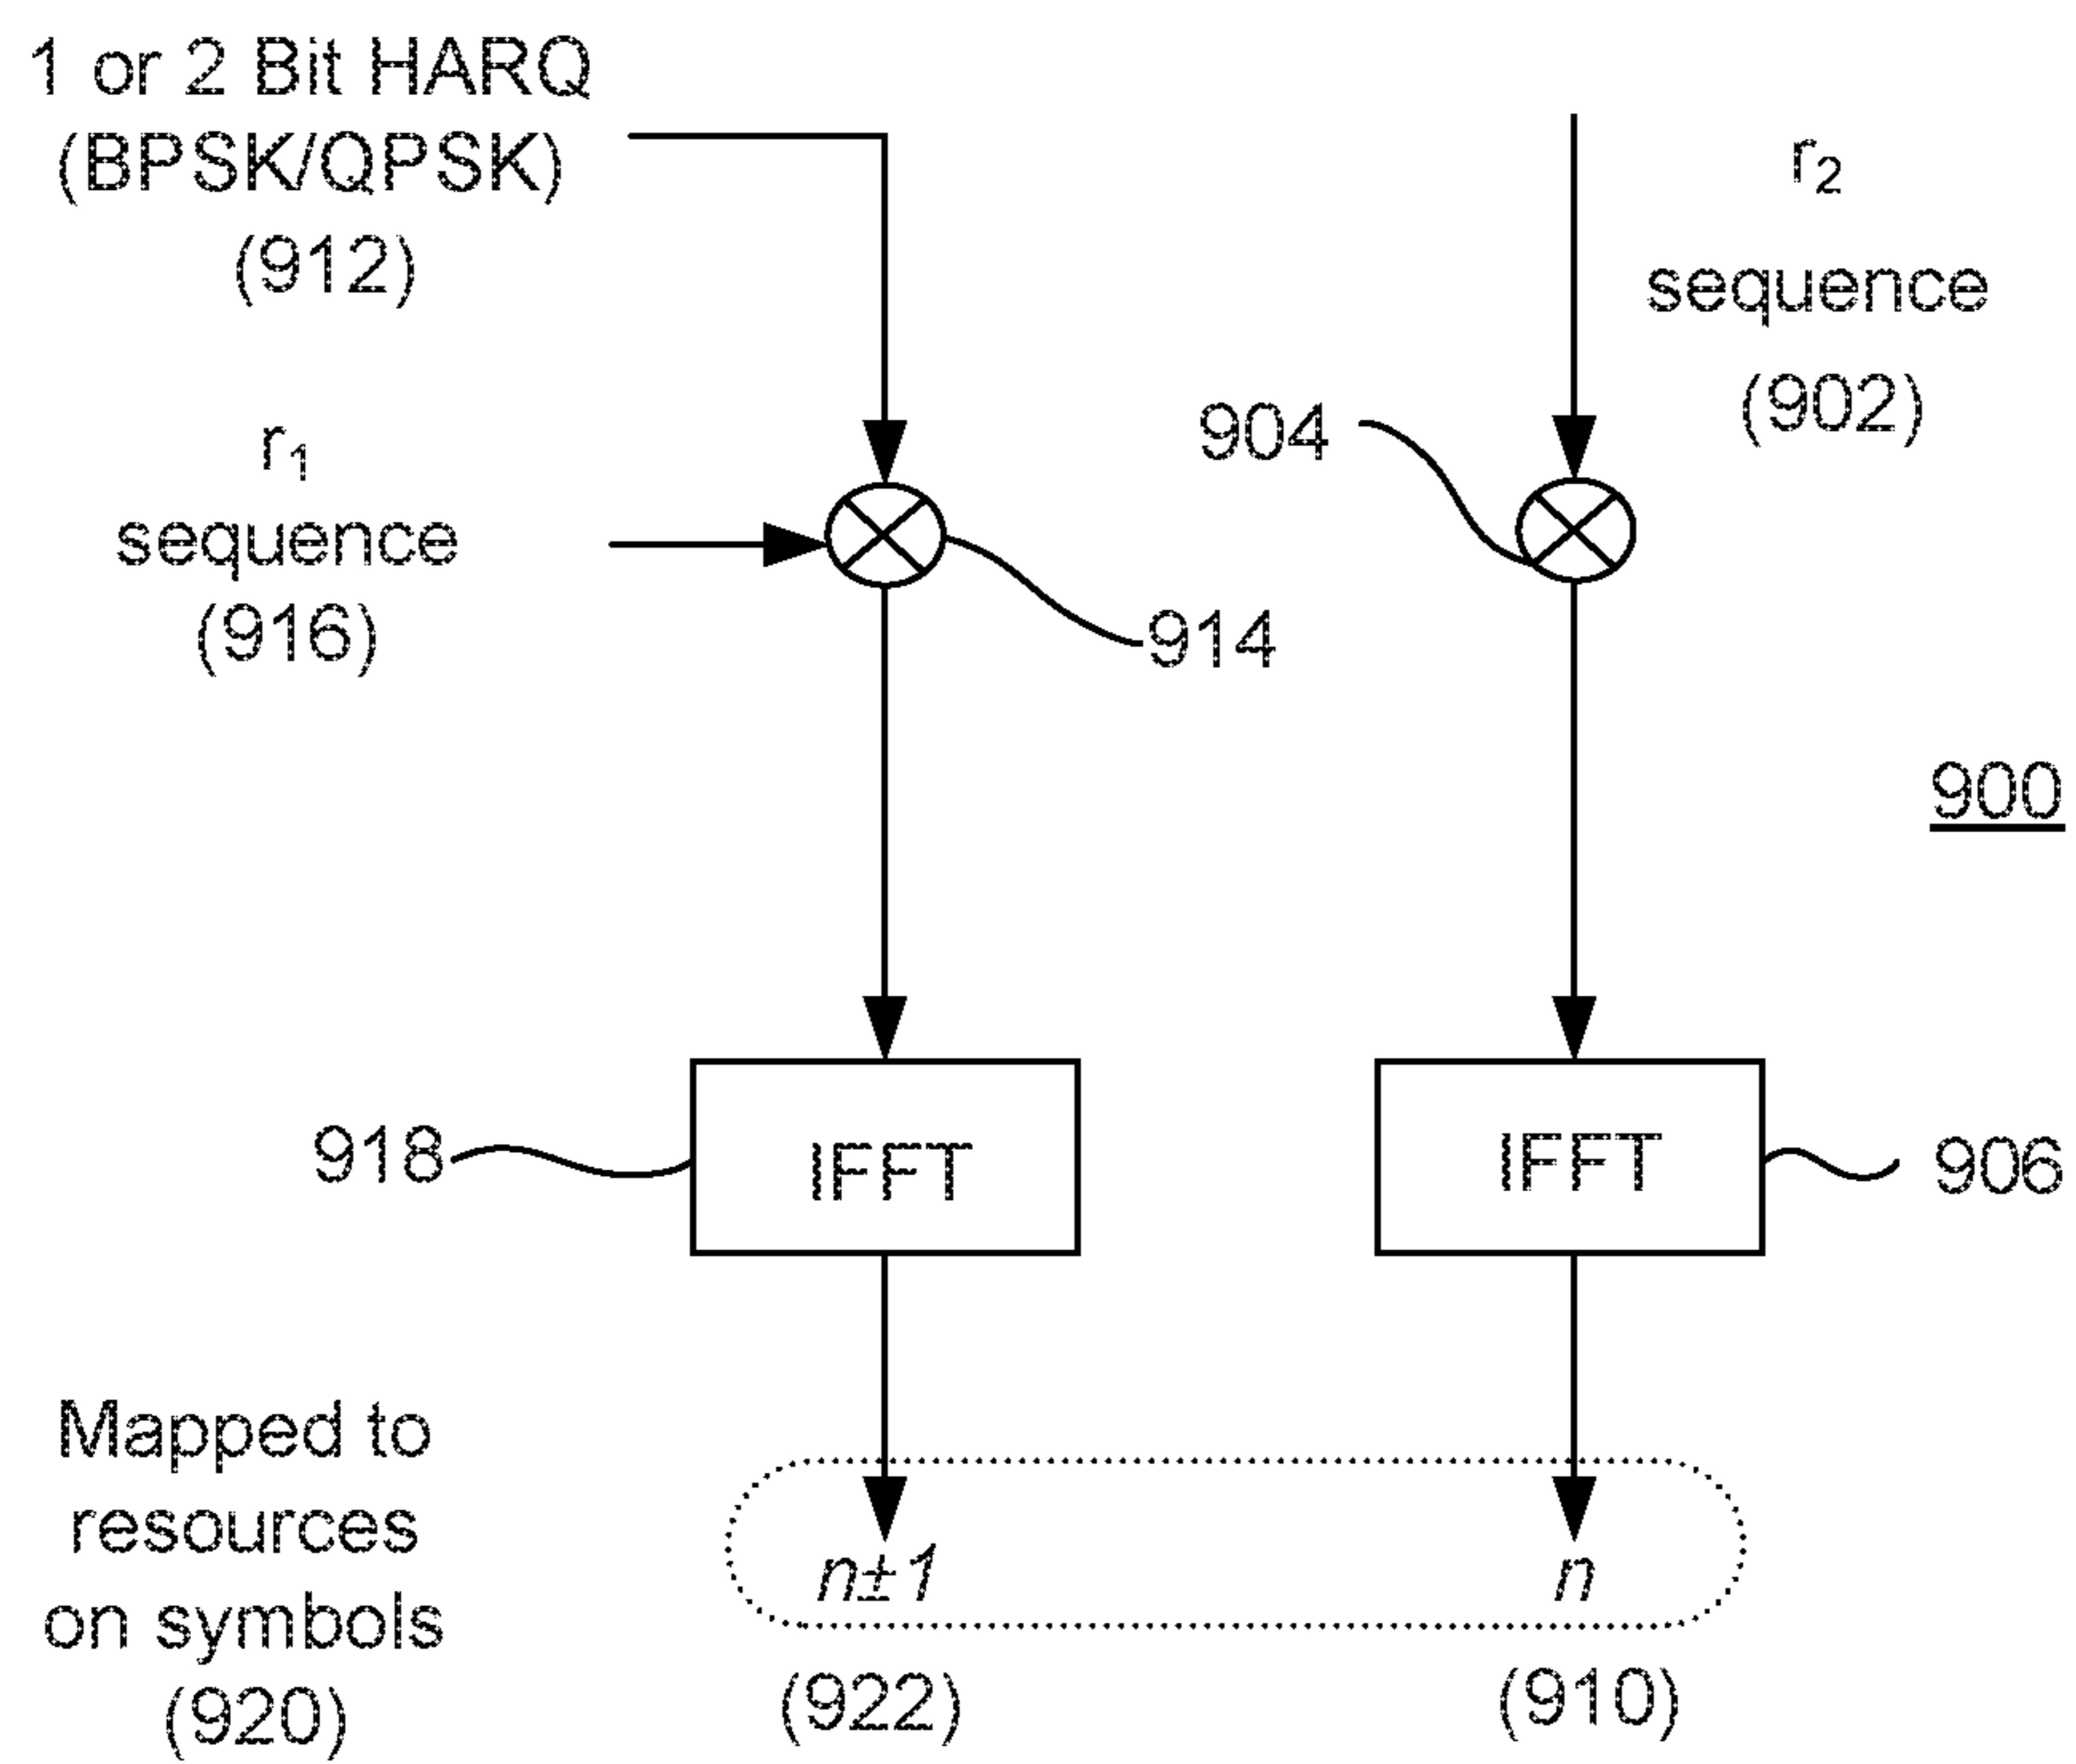 1 or 2 Bit HARQ
(BPSK/QPSK)
(912)
r₂
sequence
(902)
904
r₁
sequence
(916)
914
900
918
IFFT
IFFT
906
Mapped to
resources
on symbols
(920)
n±1
n
(922)
(910)